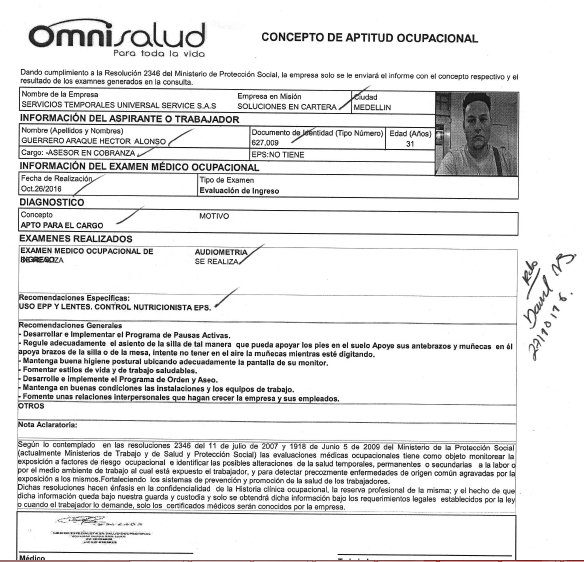 Omnisalud
Para toda la vida
CONCEPTO DE APTITUD OCUPACIONAL
Dando cumplimiento a la Resolución 2346 del Ministerio de Protección Social, la empresa solo se le enviará el informe con el concepto respectivo y el
resultado de los examnes generados en la consulta.
Nombre de la Empresa Empresa en Misión Ciudad
SERVICIOS TEMPORALES UNIVERSAL SERVICE S.A.S SOLUCIONES EN CARTERA MEDELLIN
INFORMACIÓN DEL ASPIRANTE O TRABAJADOR
Nombre (Apellidos y Nombres) Documento de Identidad (Tipo Número) Edad (Años)
GUERRERO ARAQUE HECTOR ALONSO 627,009 31
Cargo: -ASESOR EN COBRANZA EPS:NO TIENE
INFORMACIÓN DEL EXAMEN MÉDICO OCUPACIONAL
Fecha de Realización Tipo de Examen
Oct.26/2016 Evaluación de Ingreso
DIAGNOSTICO
Concepto MOTIVO
APTO PARA EL CARGO
EXAMENES REALIZADOS
EXAMEN MEDICO OCUPACIONAL DE AUDIOMETRIA
SE REALIZA
Recomendaciones Especificas:
USO EPP Y LENTES. CONTROL NUTRICIONISTA EPS.
Recomendaciones Generales
- Desarrollar e Implementar el Programa de Pausas Activas.
- Regule adecuadamente el asiento de la silla de tal manera que pueda apoyar los pies en el suelo Apoye sus antebrazos y muñecas en él
apoya brazos de la silla o de la mesa, intente no tener en el aire la muñecas mientras esté digitando.
- Mantenga buena higiene postural ubicando adecuadamente la pantalla de su monitor.
- Fomentar estilos de vida y de trabajo saludables.
- Desarrolle e implemente el Programa de Orden y Aseo.
- Mantenga en buenas condiciones las instalaciones y los equipos de trabajo.
- Fomente unas relaciones interpersonales que hagan crecer la empresa y sus empleados.
OTROS
Nota Aclaratoria:
Según lo contemplado en las resoluciones 2346 del 11 de julio de 2007 y 1918 de Junio 5 de 2009 del Ministerio de la Protección Social
(actualmente Ministerios de Trabajo y de Salud y Protección Social) las evaluaciones médicas ocupacionales tiene como objeto monitorear la
exposición a factores de riesgo ocupacional e identificar las posibles alteraciones de la salud temporales, permanentes o secundarias a la labor o
por el medio ambiente de trabajo al cual está expuesto el trabajador, y para detectar precozmente enfermedades de origen común agravadas por la
exposición a los mismos.Fortaleciendo los sistemas de prevención y promoción de la salud de los trabajadores.
Dichas resoluciones hacen énfasis en la confidencialidad de la Historia clínica ocupacional, la reserva profesional de la misma; y el hecho de que
dicha información queda bajo nuestra guarda y custodia y solo se obtendrá dicha información bajo los requerimientos legales establecidos por la ley
o cuando el trabajador lo demande, solo los certificados médicos serán conocidos por la empresa.
Médico